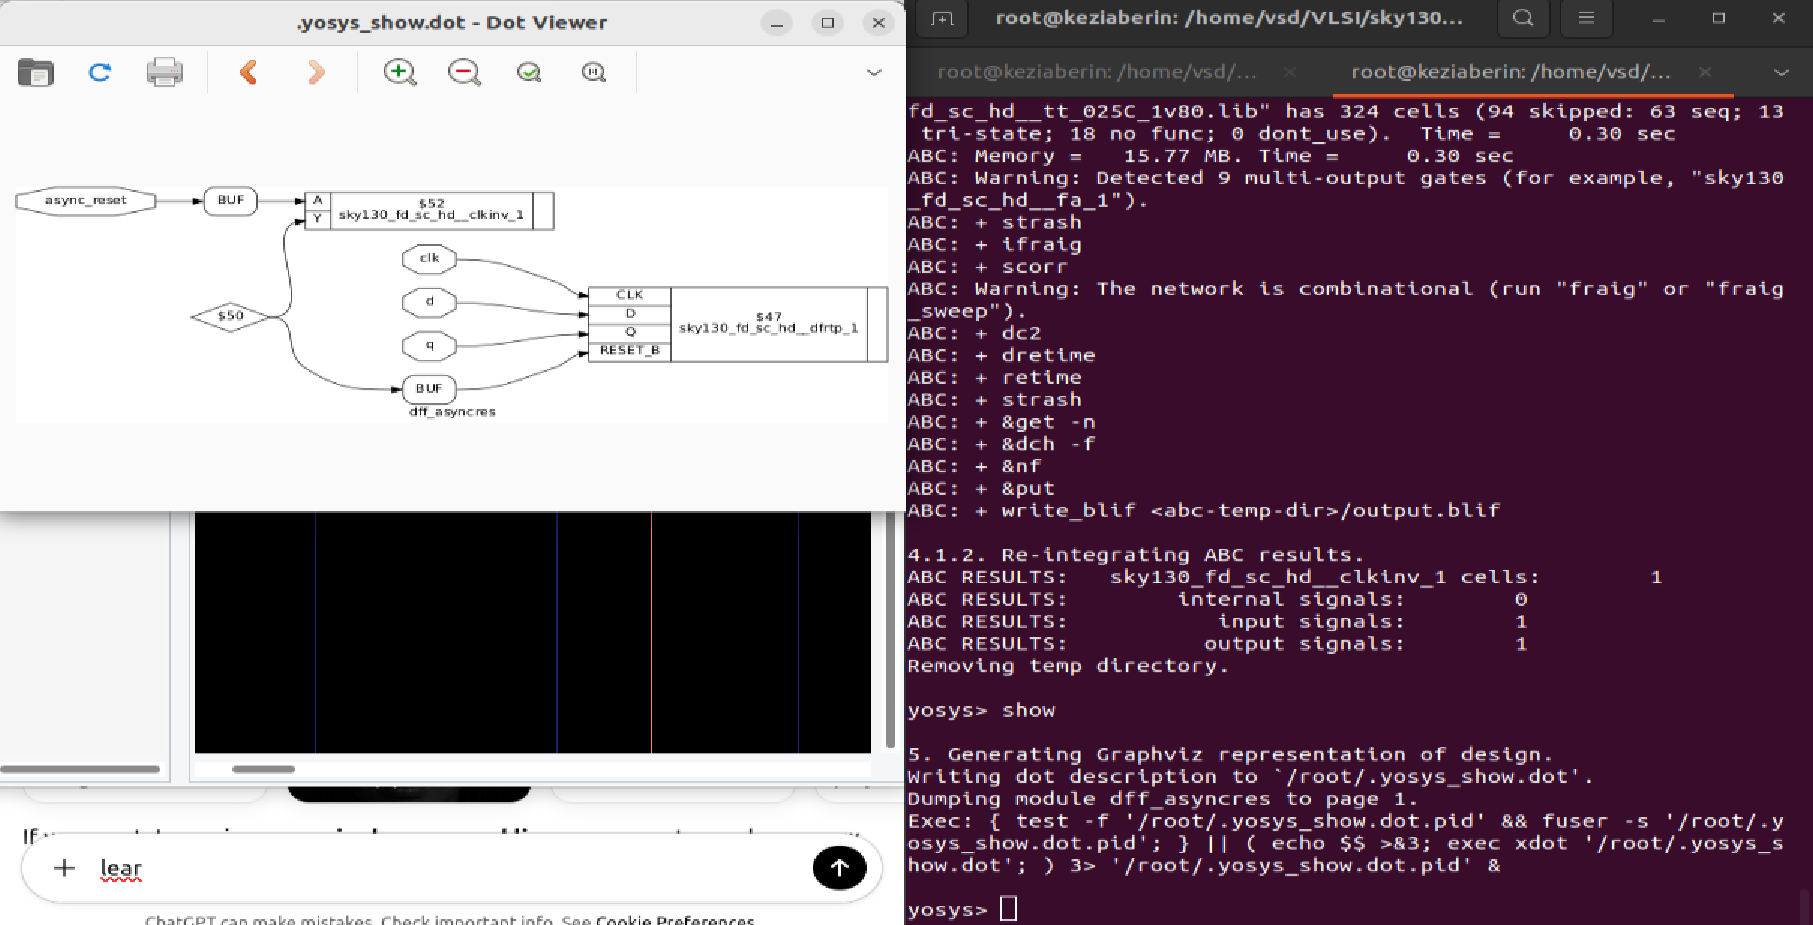 .yosys_show.dot - Dot Viewer
async_reset
BUF
A
Y
$52
sky130_fd_sc_hd__clkinv_1
clk
d
q
$50
BUF
CLK
D
Q
RESET_B
$47
sky130_fd_sc_hd__dfrtp_1
dff_asyncres
lear
ChatGPT can make mistakes. Check important info. See Cookie Preferences.
root@keziaberin: /home/vsd/VLSI/sky130...
root@keziaberin: /home/vsd/...
root@keziaberin: /home/vsd/...
fd_sc_hd__tt_025C_1v80.lib" has 324 cells (94 skipped: 63 seq; 13
tri-state; 18 no func; 0 dont_use).  Time =     0.30 sec
ABC: Memory =   15.77 MB. Time =     0.30 sec
ABC: Warning: Detected 9 multi-output gates (for example, "sky130
_fd_sc_hd__fa_1").
ABC: + strash
ABC: + ifraig
ABC: + scorr
ABC: Warning: The network is combinational (run "fraig" or "fraig
_sweep").
ABC: + dc2
ABC: + dretime
ABC: + retime
ABC: + strash
ABC: + &get -n
ABC: + &dch -f
ABC: + &nf
ABC: + &put
ABC: + write_blif <abc-temp-dir>/output.blif
4.1.2. Re-integrating ABC results.
ABC RESULTS:   sky130_fd_sc_hd__clkinv_1 cells:        1
ABC RESULTS:        internal signals:        0
ABC RESULTS:           input signals:        1
ABC RESULTS:          output signals:        1
Removing temp directory.
yosys> show
5. Generating Graphviz representation of design.
Writing dot description to `/root/.yosys_show.dot'.
Dumping module dff_asyncres to page 1.
Exec: { test -f '/root/.yosys_show.dot.pid' && fuser -s '/root/.y
osys_show.dot.pid'; } || ( echo $$ >&3; exec xdot '/root/.yosys_s
how.dot'; ) 3> '/root/.yosys_show.dot.pid' &
yosys>